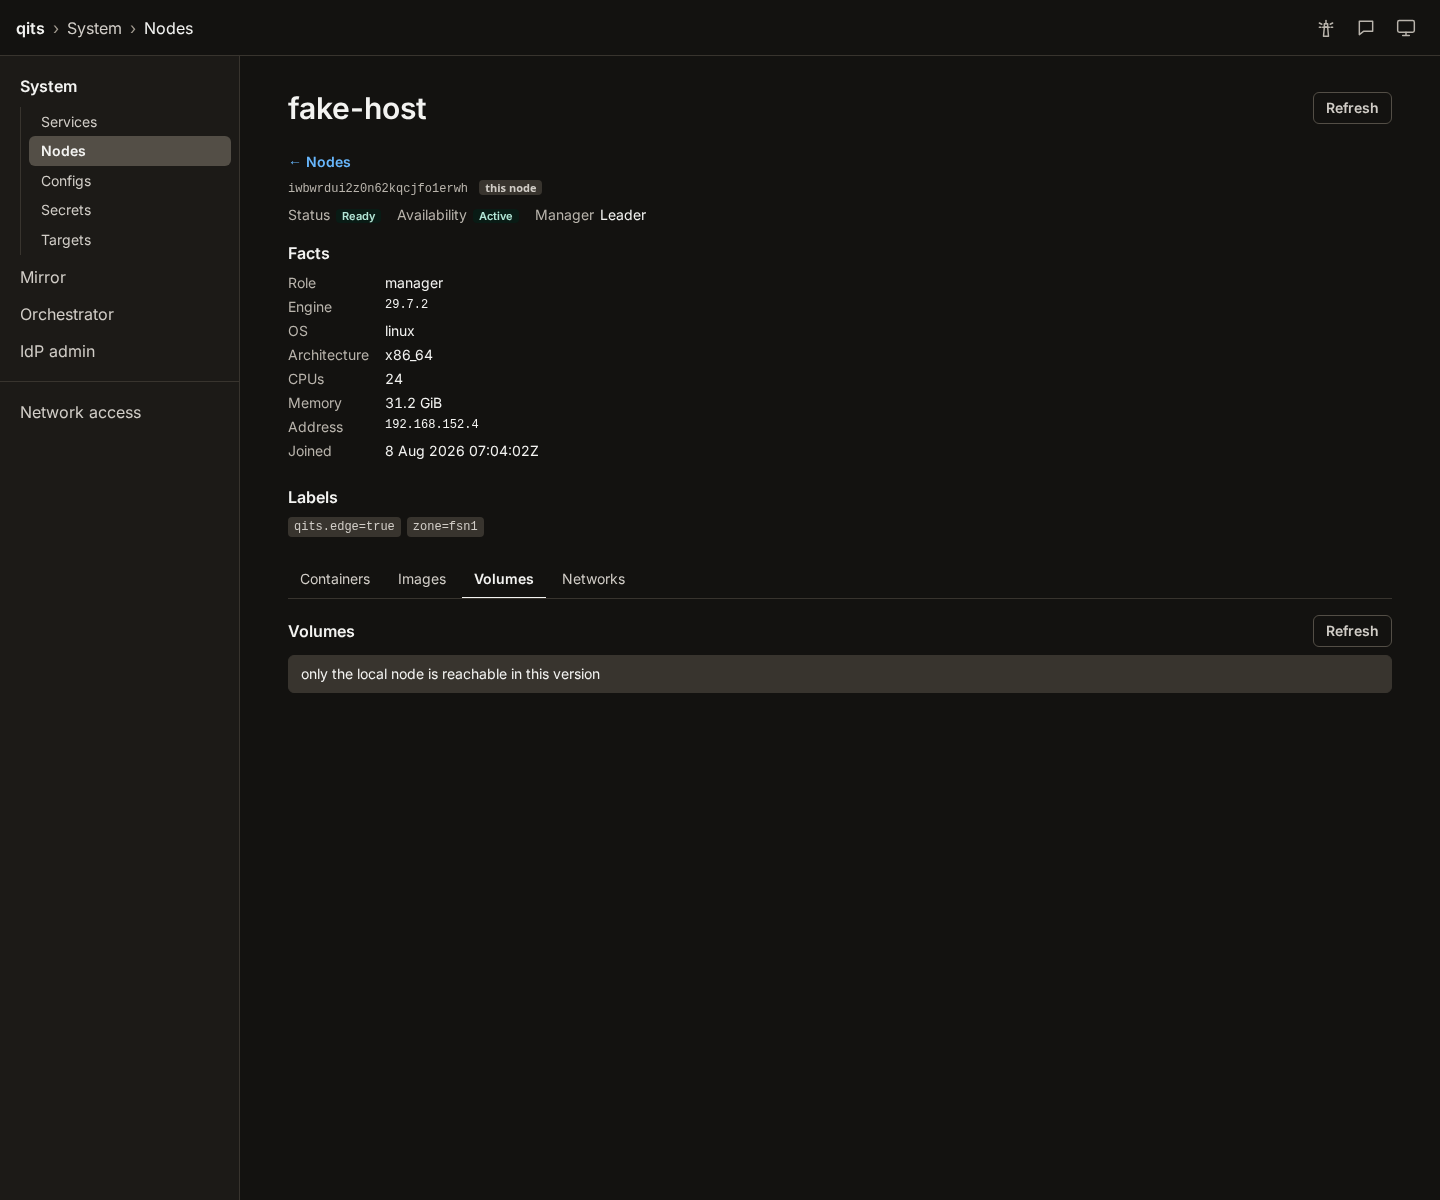 qits › System › Nodes
System
Services
Nodes
Configs
Secrets
Targets
Mirror
Orchestrator
IdP admin
Network access
fake-host
Refresh
← Nodes
iwbwrdui2z0n62kqcjfo1erwh this node
Status Ready Availability Active Manager Leader
Facts
Role manager
Engine 29.7.2
OS linux
Architecture x86_64
CPUs 24
Memory 31.2 GiB
Address 192.168.152.4
Joined 8 Aug 2026 07:04:02Z
Labels
qits.edge=true zone=fsn1
Containers Images Volumes Networks
Volumes
Refresh
only the local node is reachable in this version